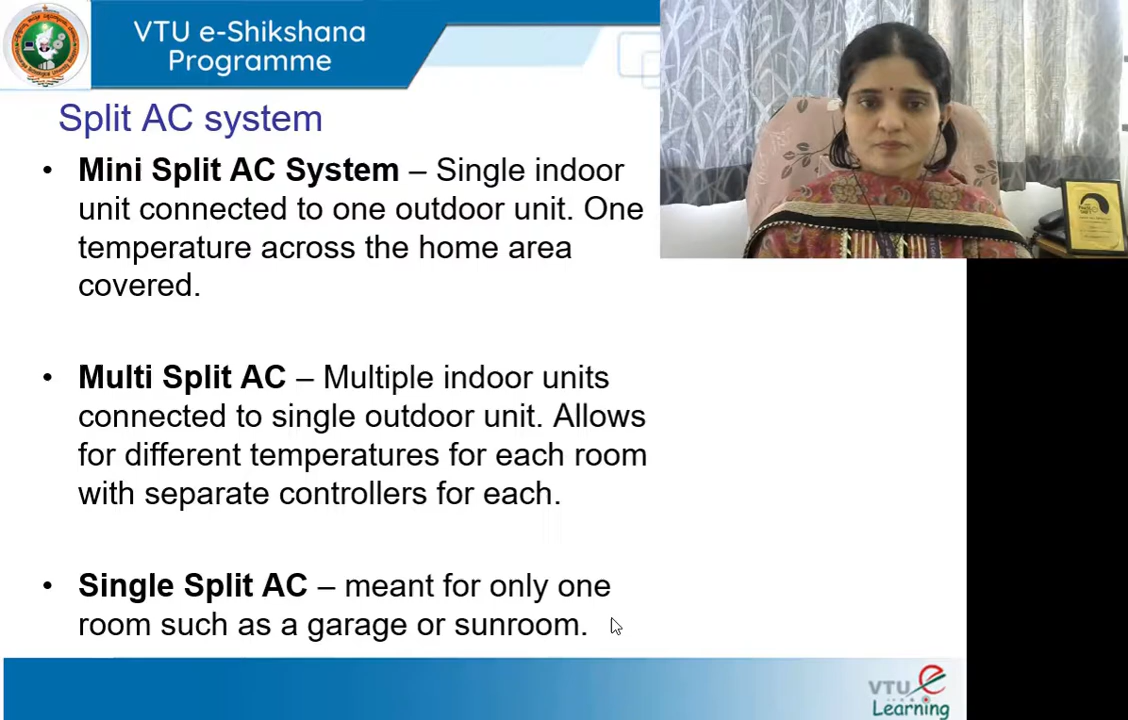 VTU e-Shikshana
Programme
Split AC system
• Mini Split AC System – Single indoor
unit connected to one outdoor unit. One
temperature across the home area
covered.
• Multi Split AC – Multiple indoor units
connected to single outdoor unit. Allows
for different temperatures for each room
with separate controllers for each.
• Single Split AC – meant for only one
room such as a garage or sunroom.
VTU e
Learning